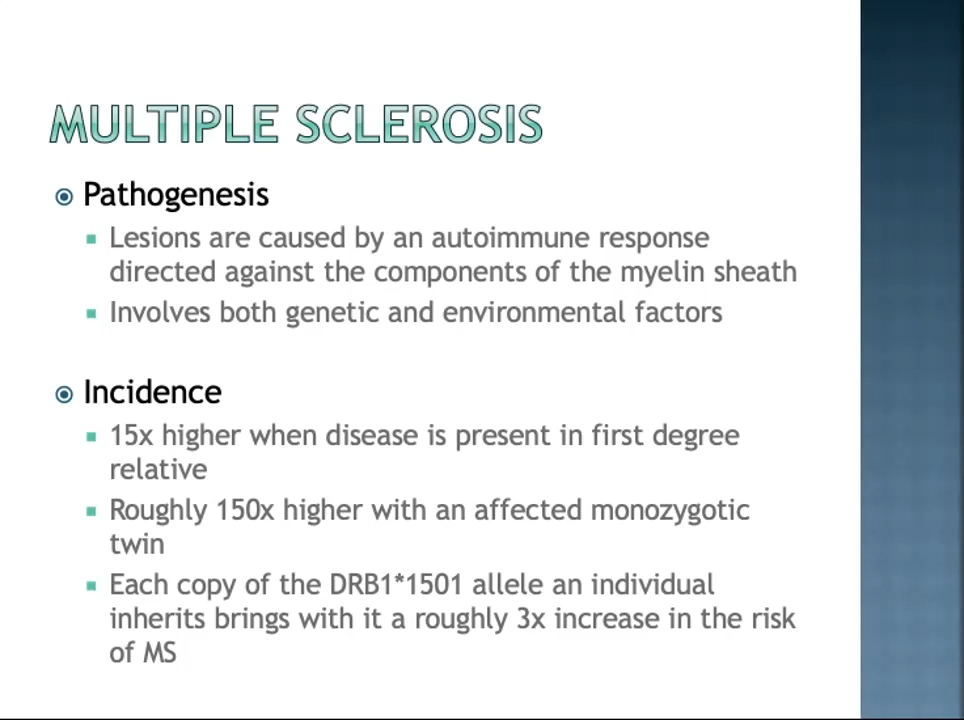 MULTIPLE SCLEROSIS
Pathogenesis
Lesions are caused by an autoimmune response
directed against the components of the myelin sheath
Involves both genetic and environmental factors
Incidence
15x higher when disease is present in first degree
relative
Roughly 150x higher with an affected monozygotic
twin
Each copy of the DRB1*1501 allele an individual
inherits brings with it a roughly 3x increase in the risk
of MS